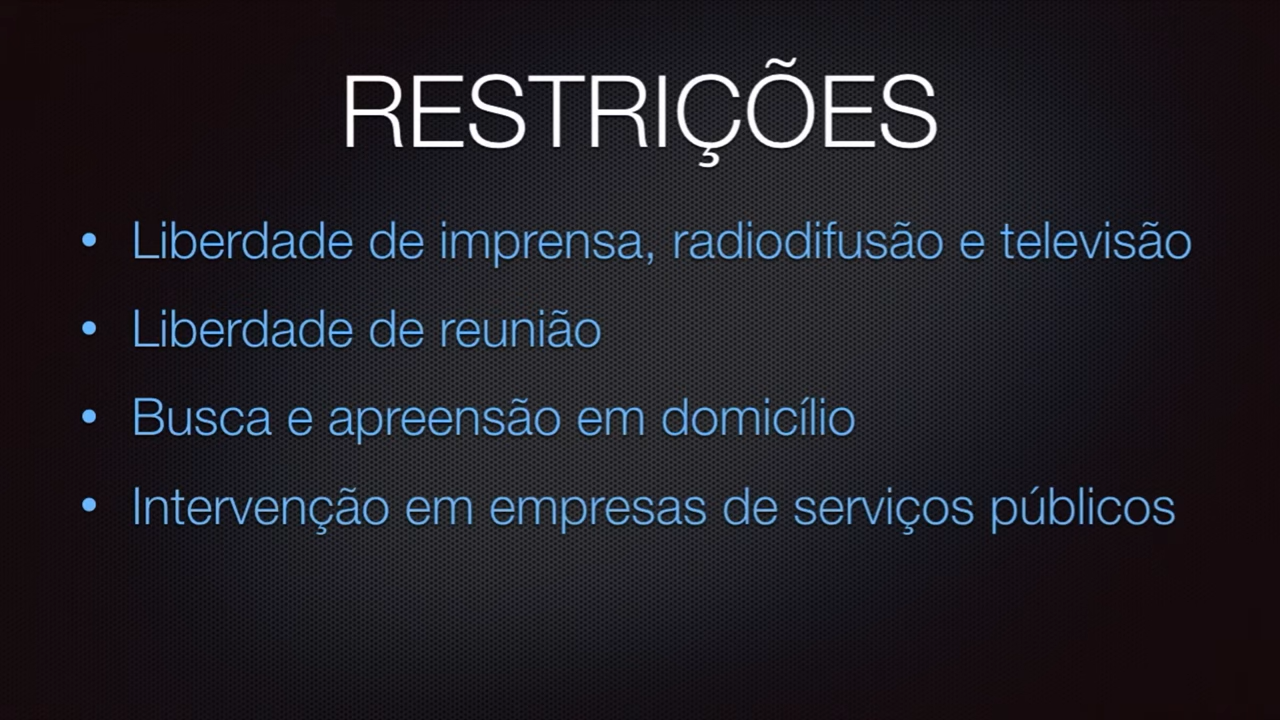 RESTRIÇÕES
• Liberdade de imprensa, radiodifusão e televisão
• Liberdade de reunião
• Busca e apreensão em domicílio
• Intervenção em empresas de serviços públicos